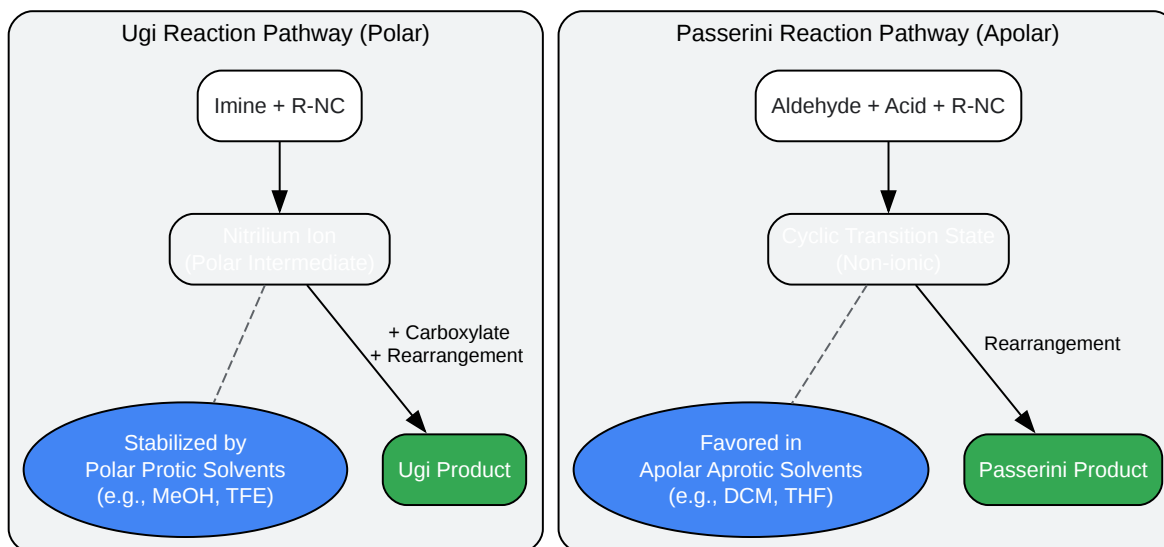 Ugi Reaction Pathway (Polar)
Imine + R-NC
Nitrilium Ion
(Polar Intermediate)
+ Carboxylate
+ Rearrangement
Stabilized by
Polar Protic Solvents
(e.g., MeOH, TFE)
Ugi Product
Passerini Reaction Pathway (Apolar)
Aldehyde + Acid + R-NC
Cyclic Transition State
(Non-ionic)
Rearrangement
Favored in
Apolar Aprotic Solvents
(e.g., DCM, THF)
Passerini Product